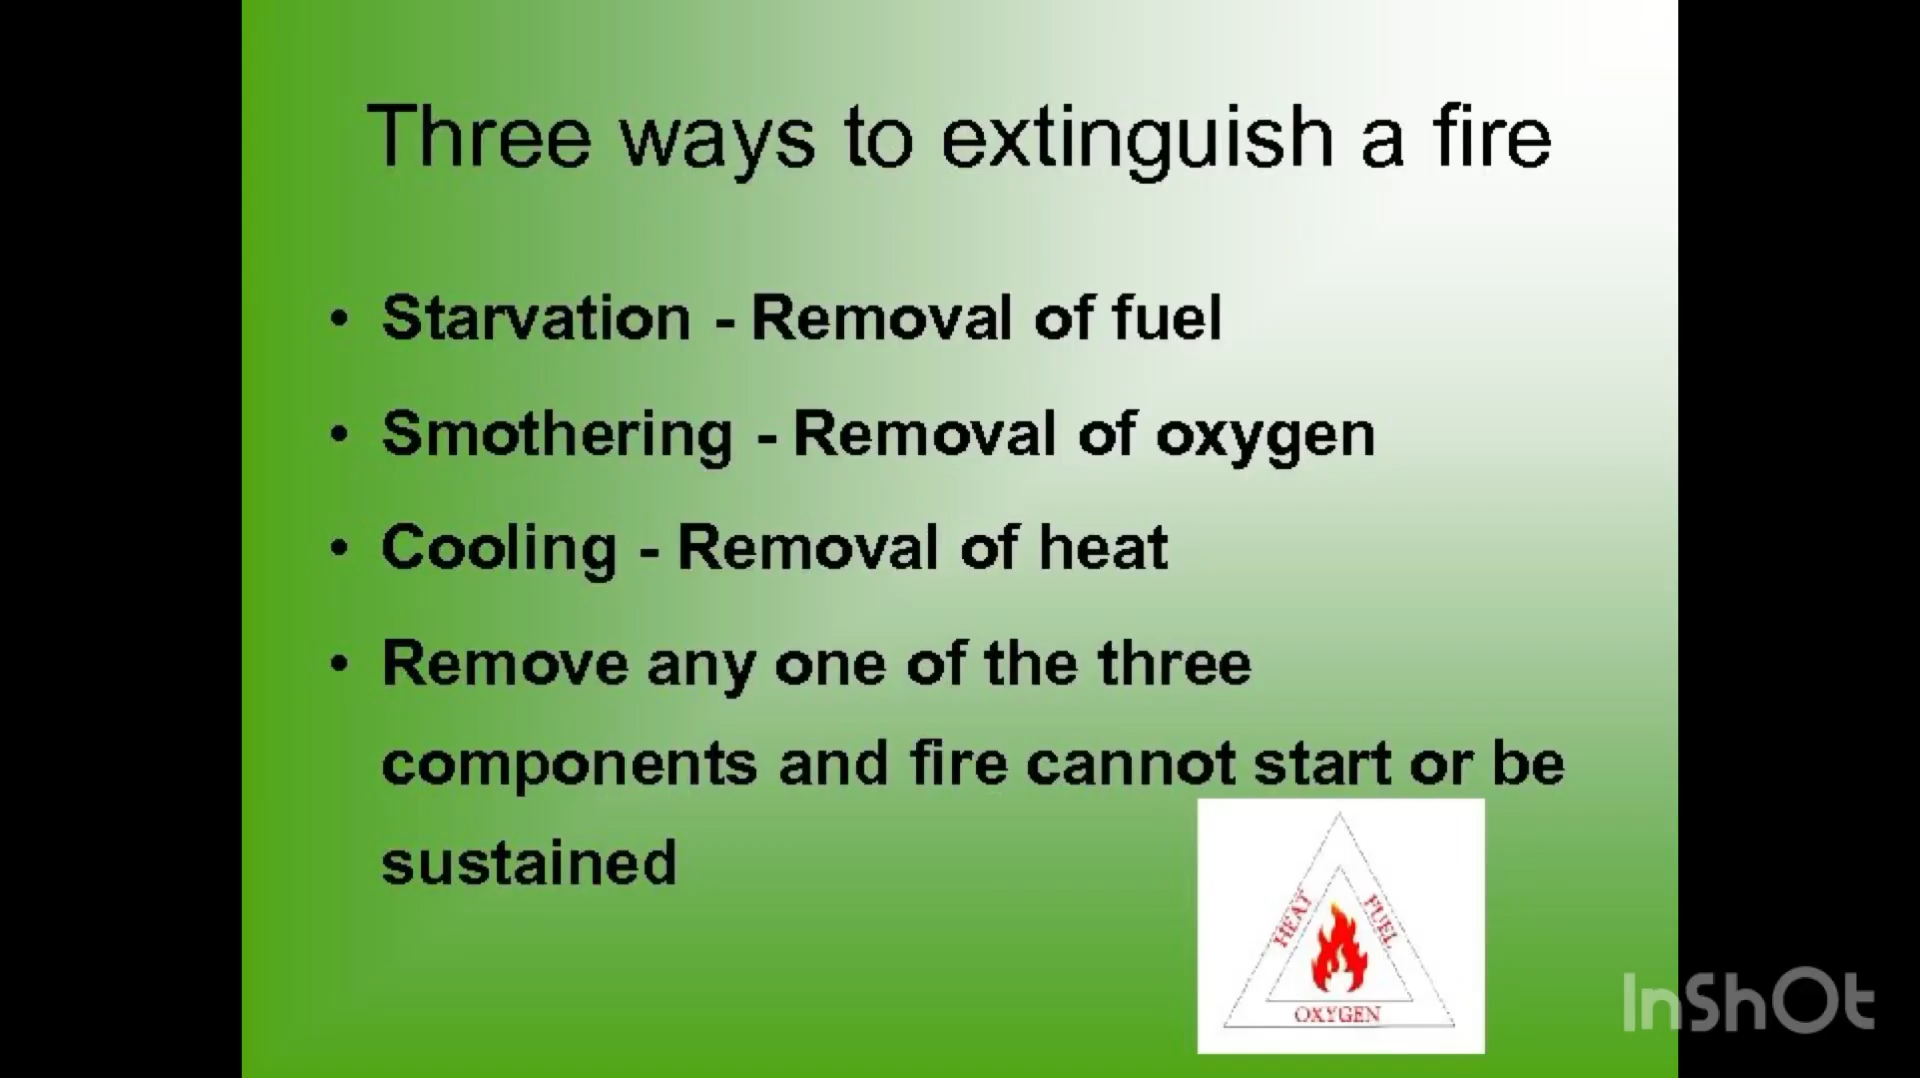 Three ways to extinguish a fire
• Starvation - Removal of fuel
• Smothering - Removal of oxygen
• Cooling - Removal of heat
• Remove any one of the three
components and fire cannot start or be
sustained
HEAT
FUEL
OXYGEN
InShOt